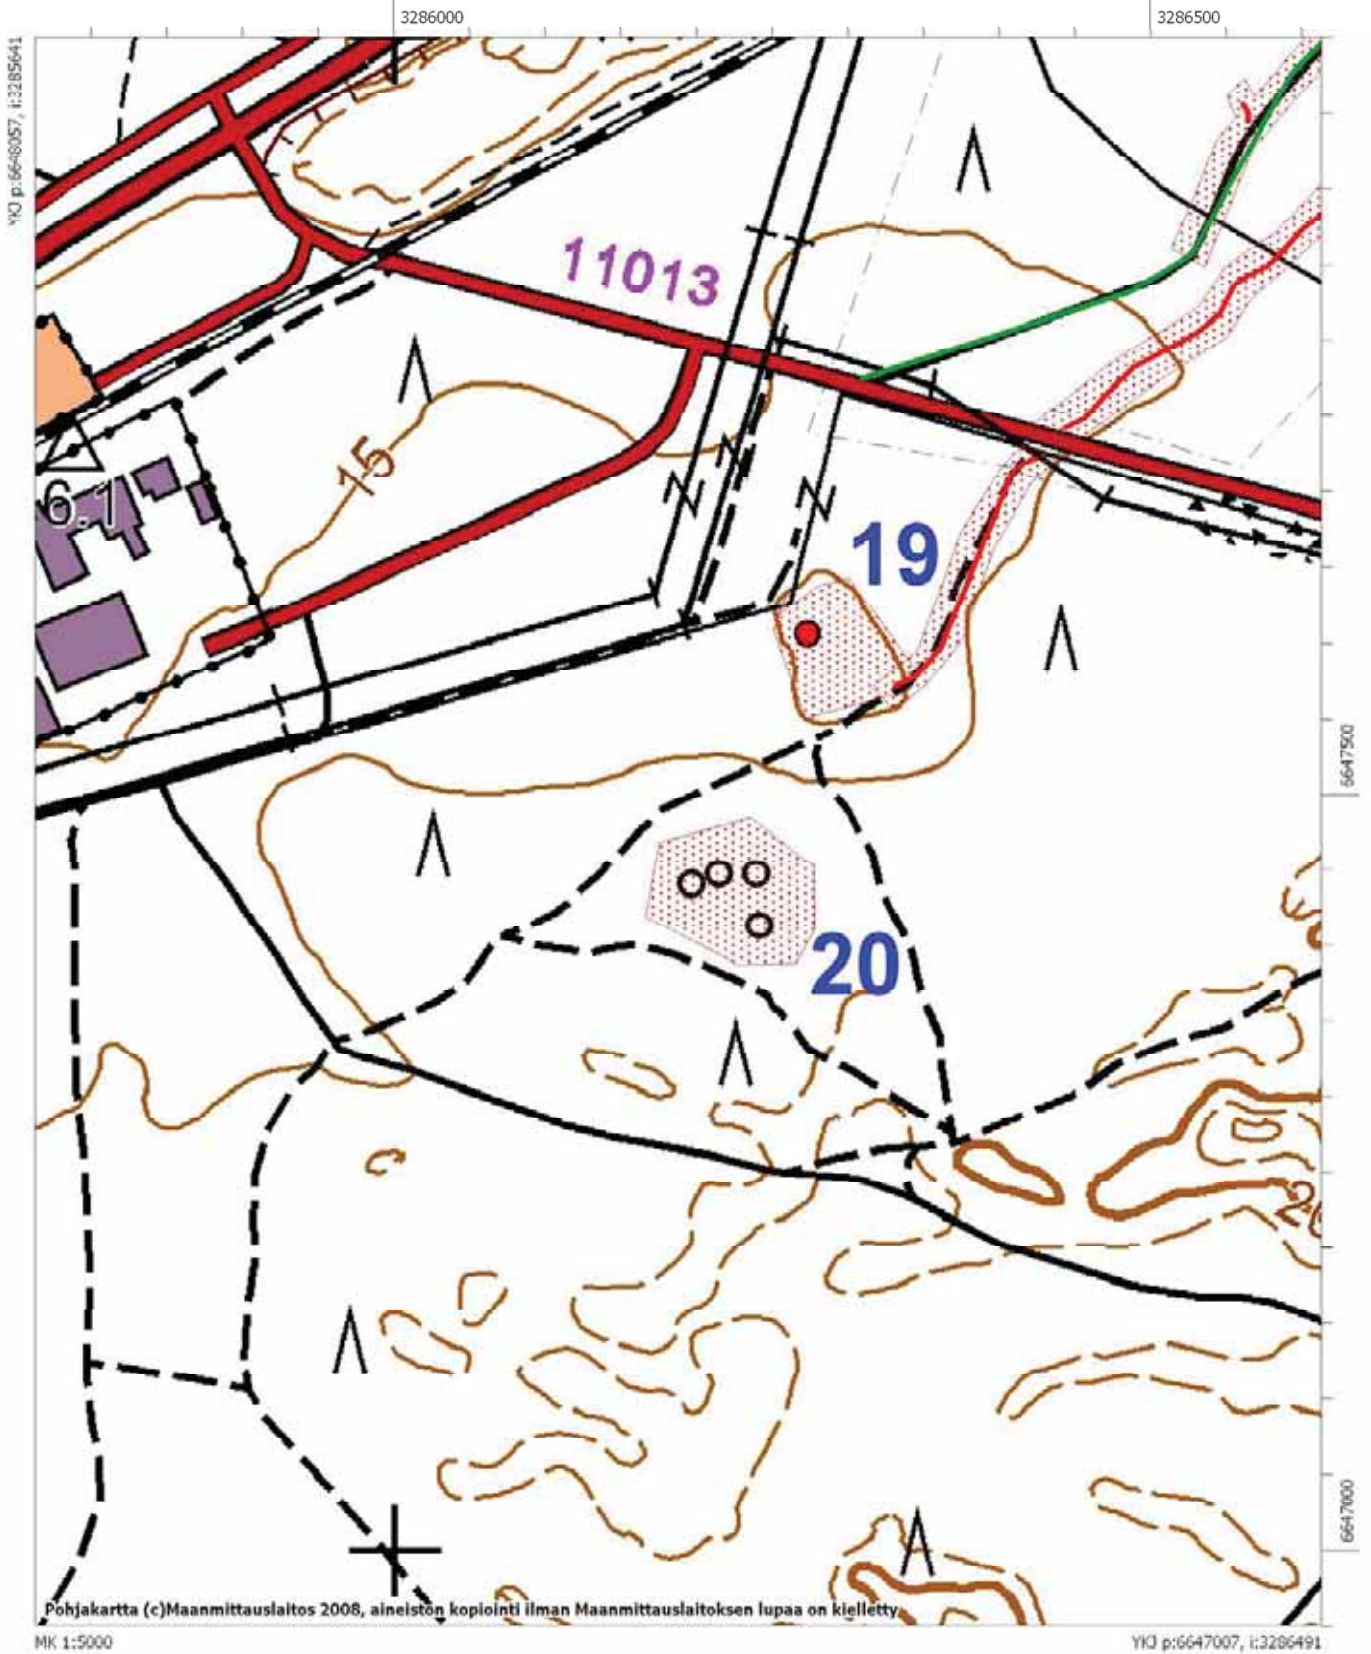 3286000
3286500
YKJ p:6648057, i:3285641
11013
15
6.1
19
6647500
20
6647000
Pohjakartta (c)Maanmittauslaitos 2008, aineiston kopiointi ilman Maanmittauslaitoksen lupaa on kielletty
MK 1:5000
YKJ p:6647007, i:3286491